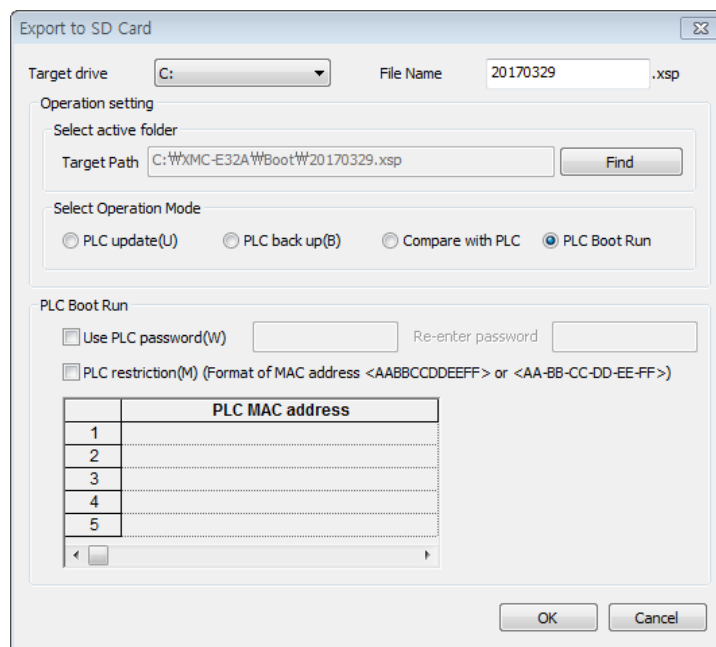 Export to SD Card
Target drive C: File Name 20170329 .xsp
Operation setting
Select active folder
Target Path C:₩XMC-E32A₩Boot₩20170329.xsp Find
Select Operation Mode
PLC update(U) PLC back up(B) Compare with PLC PLC Boot Run
PLC Boot Run
Use PLC password(W) Re-enter password
PLC restriction(M) (Format of MAC address <AABBCCDDEEFF> or <AA-BB-CC-DD-EE-FF>)
PLC MAC address
1
2
3
4
5
OK Cancel